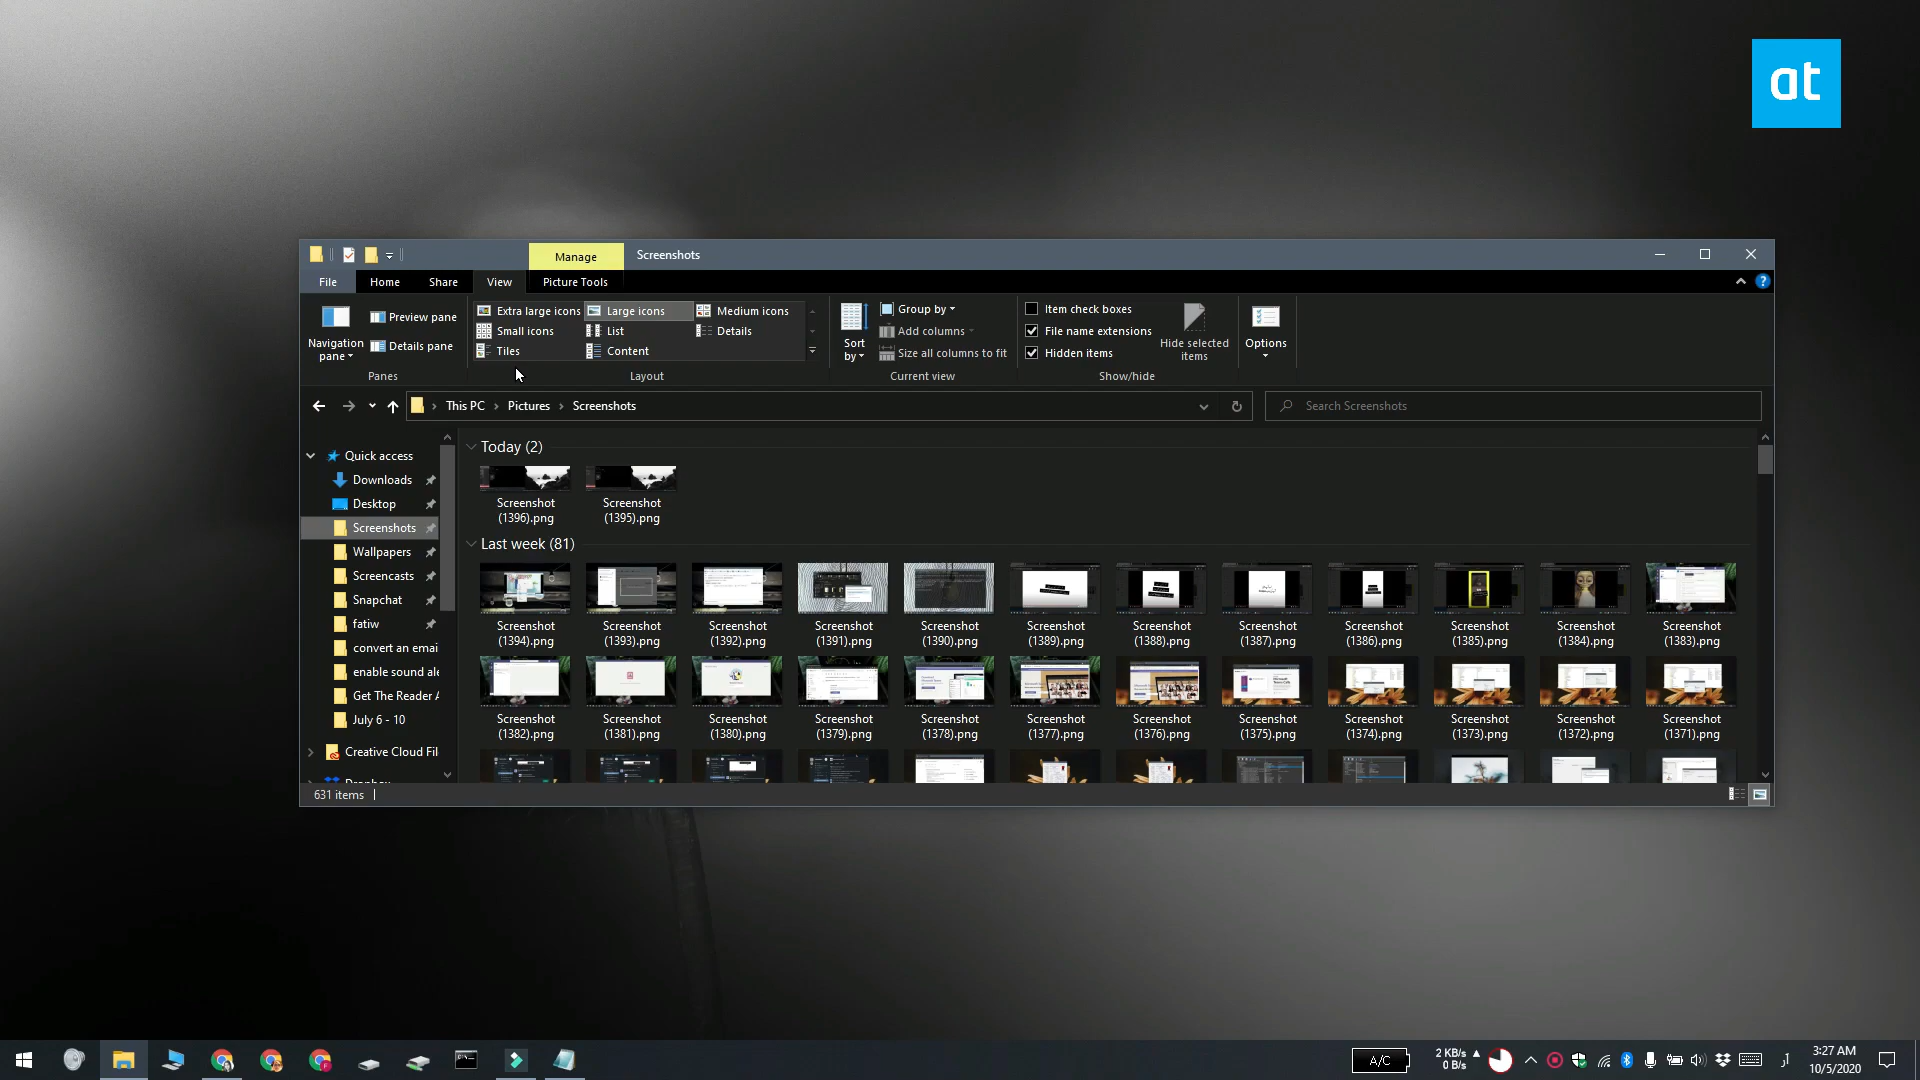 at
Manage
Screenshots
File
Home
Share
View
Picture Tools
Navigation
pane
Preview pane
Details pane
Panes
Extra large icons
Large icons
Medium icons
Small icons
List
Details
Tiles
Content
Layout
Sort
by
Group by
Add columns
Size all columns to fit
Current view
Item check boxes
File name extensions
Hidden items
Hide selected
items
Show/hide
Options
This PC
Pictures
Screenshots
Search Screenshots
Quick access
Downloads
Desktop
Screenshots
Wallpapers
Screencasts
Snapchat
fatiw
convert an emai
enable sound ale
Get The Reader A
July 6 - 10
Creative Cloud Fil
Today (2)
Screenshot
(1396).png
Screenshot
(1395).png
Last week (81)
Screenshot
(1394).png
Screenshot
(1393).png
Screenshot
(1392).png
Screenshot
(1391).png
Screenshot
(1390).png
Screenshot
(1389).png
Screenshot
(1388).png
Screenshot
(1387).png
Screenshot
(1386).png
Screenshot
(1385).png
Screenshot
(1384).png
Screenshot
(1383).png
Screenshot
(1382).png
Screenshot
(1381).png
Screenshot
(1380).png
Screenshot
(1379).png
Screenshot
(1378).png
Screenshot
(1377).png
Screenshot
(1376).png
Screenshot
(1375).png
Screenshot
(1374).png
Screenshot
(1373).png
Screenshot
(1372).png
Screenshot
(1371).png
631 items
A/C
2 KB/s
0 B/s
3:27 AM
10/5/2020